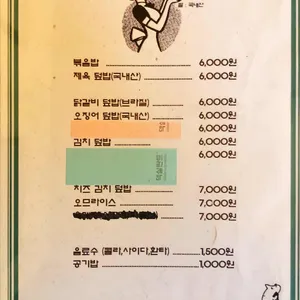 볶음밥 6,000원
제육 덮밥(국내산) 6,000원
닭갈비 덮밥(브라질) 6,000원
오징어 덮밥(국내산) 6,000원
6,000원
김치 덮밥 6,000원
6,000원
치즈 김치 덮밥 7,000원
오므라이스 7,000원
7,000원
음료수 (콜라,사이다,환타) 1,500원
공기밥 1,000원